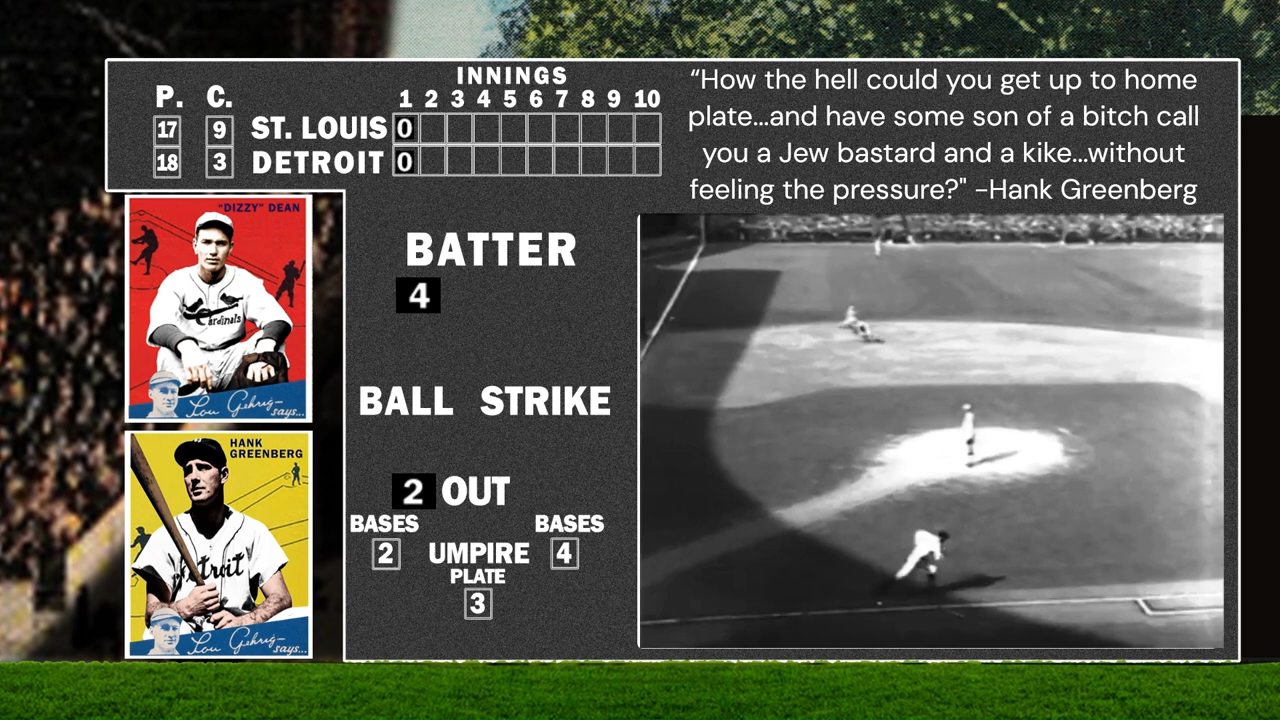 INNINGS
P. C. 1 2 3 4 5 6 7 8 9 10
17 9 ST. LOUIS 0
18 3 DETROIT 0
“How the hell could you get up to home
plate...and have some son of a bitch call
you a Jew bastard and a kike...without
feeling the pressure?" –Hank Greenberg
"DIZZY" DEAN
Cardinals
Lou Gehrig–
says...
HANK
GREENBERG
Detroit
Lou Gehrig–
says...
BATTER
4
BALL STRIKE
2 OUT
BASES BASES
2 UMPIRE 4
PLATE
3